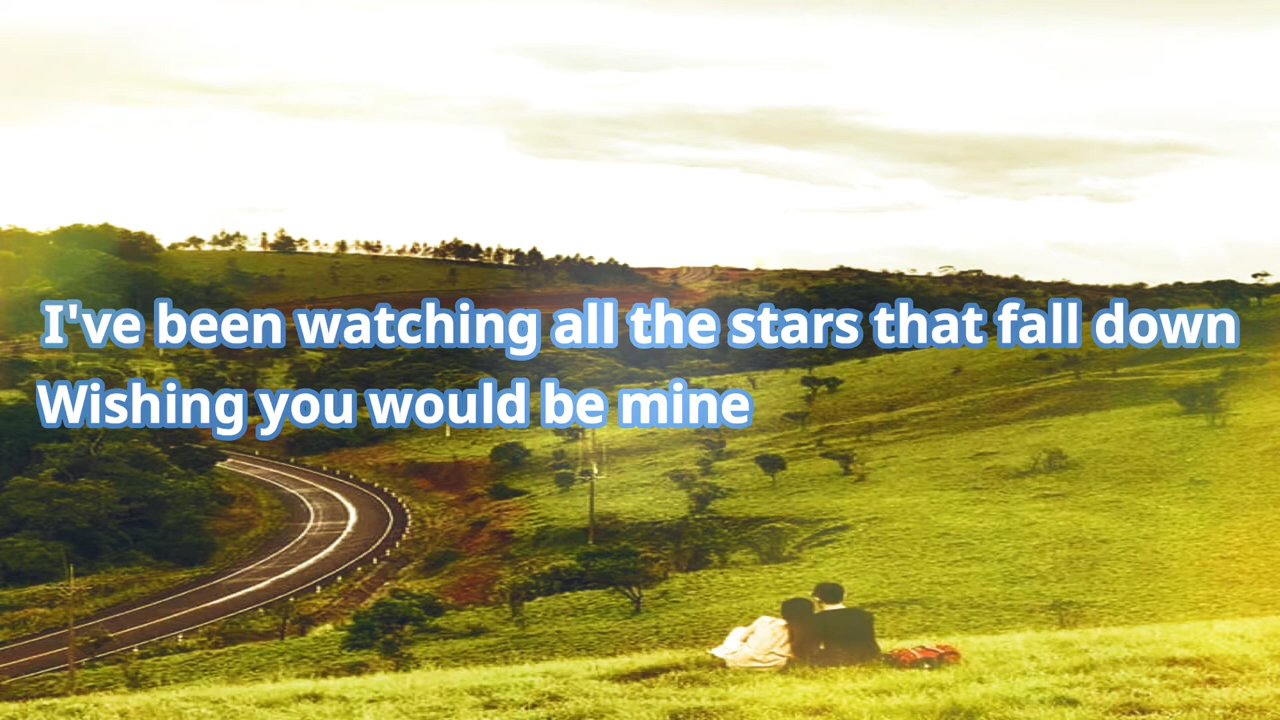 I've been watching all the stars that fall down
Wishing you would be mine